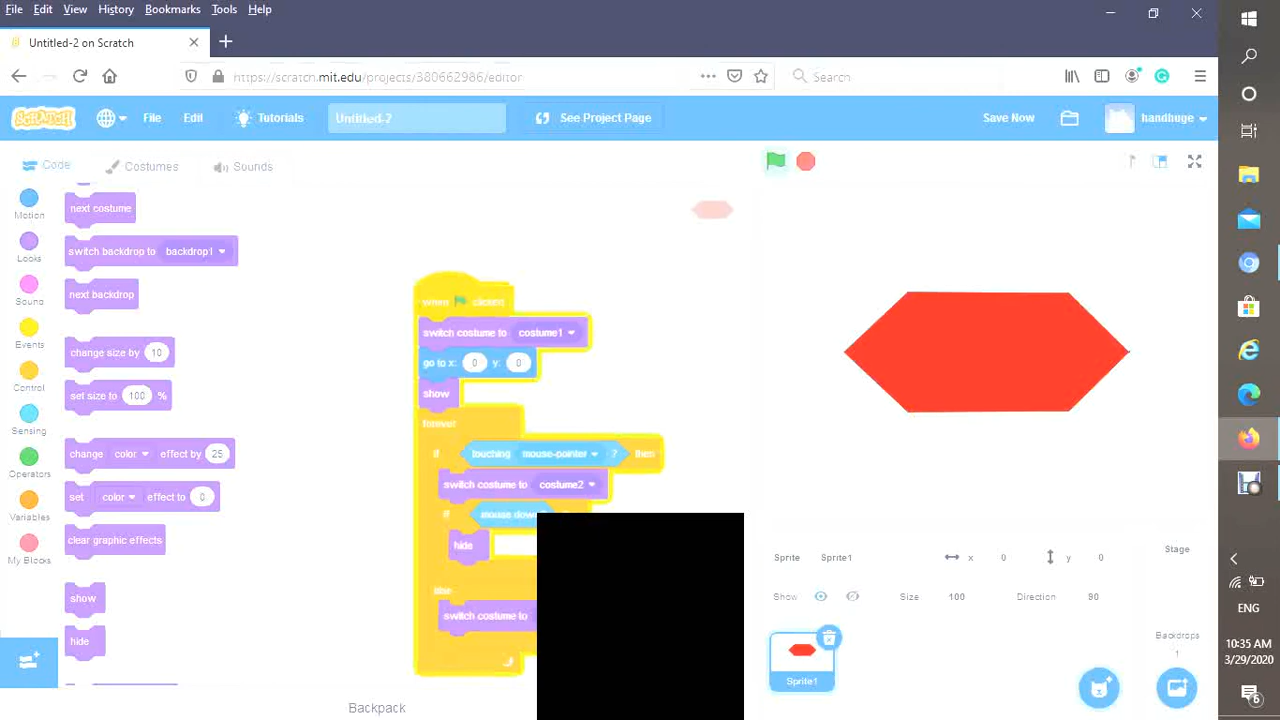 File Edit View History Bookmarks Tools Help
Untitled-2 on Scratch
https://scratch.mit.edu/projects/380662986/editor
Search
SCRATCH
File Edit Tutorials Untitled-2 See Project Page Save Now handhuge
Code Costumes Sounds
Motion
Looks
Sound
Events
Control
Sensing
Operators
Variables
My Blocks
next costume
switch backdrop to backdrop1
next backdrop
change size by 10
set size to 100 %
change color effect by 25
set color effect to 0
clear graphic effects
show
hide
when clicked
switch costume to costume1
go to x: 0 y: 0
show
forever
if touching mouse-pointer ? then
switch costume to costume2
if mouse down
hide
else
switch costume to
Backpack
Sprite Sprite1 x 0 y 0
Show Size 100 Direction 90
Sprite1
Stage
Backdrops
1
ENG
10:35 AM
3/29/2020
6